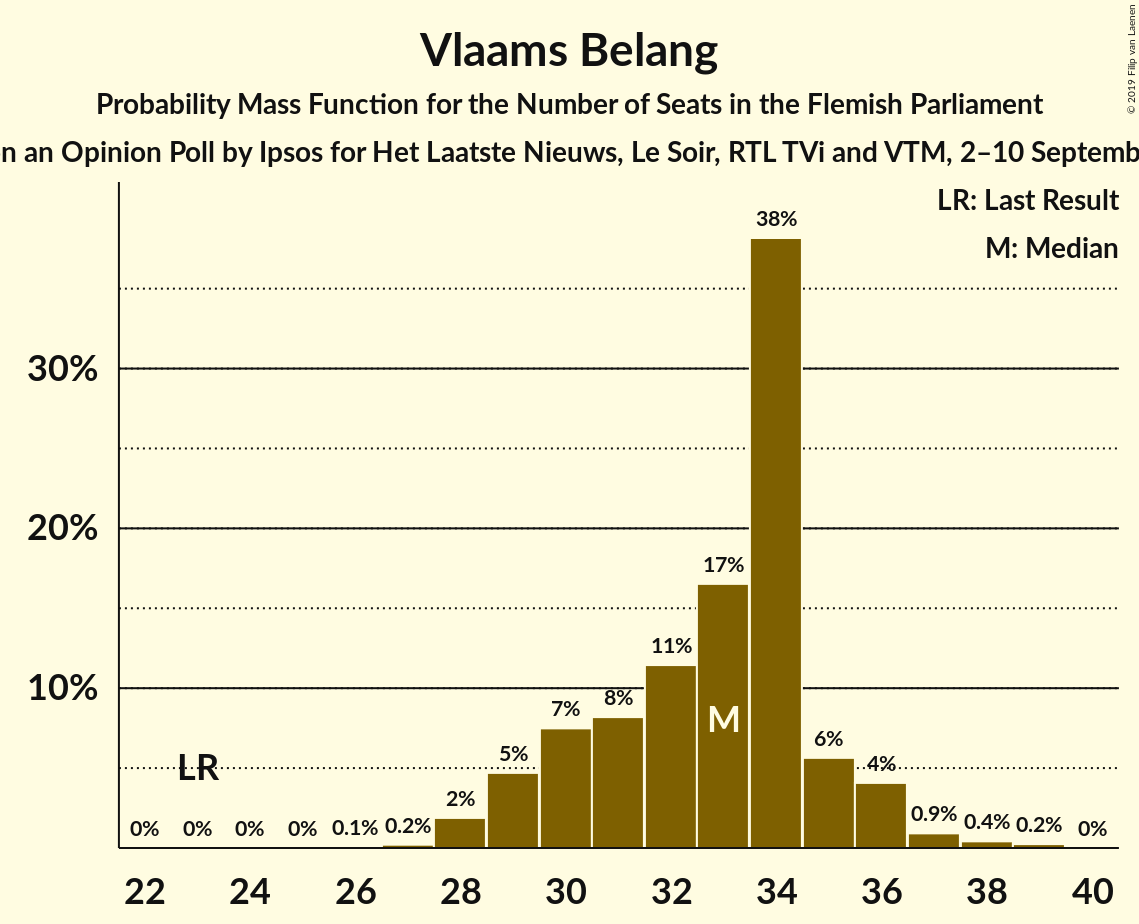 Vlaams Belang
Probability Mass Function for the Number of Seats in the Flemish Parliament
an Opinion Poll by Ipsos for Het Laatste Nieuws, Le Soir, RTL TVi and VTM, 2–10
© 2019 Filip van Laenen
LR: Last Result
M: Median
38%
30%
20%
17%
11%
10%
8%
7%
M
6%
5%
4%
LR
2%
0% 0% 0% 0% 0.1% 0.2% 0.9% 0.4% 0.2% 0%
22 24 26 28 30 32 34 36 38 40